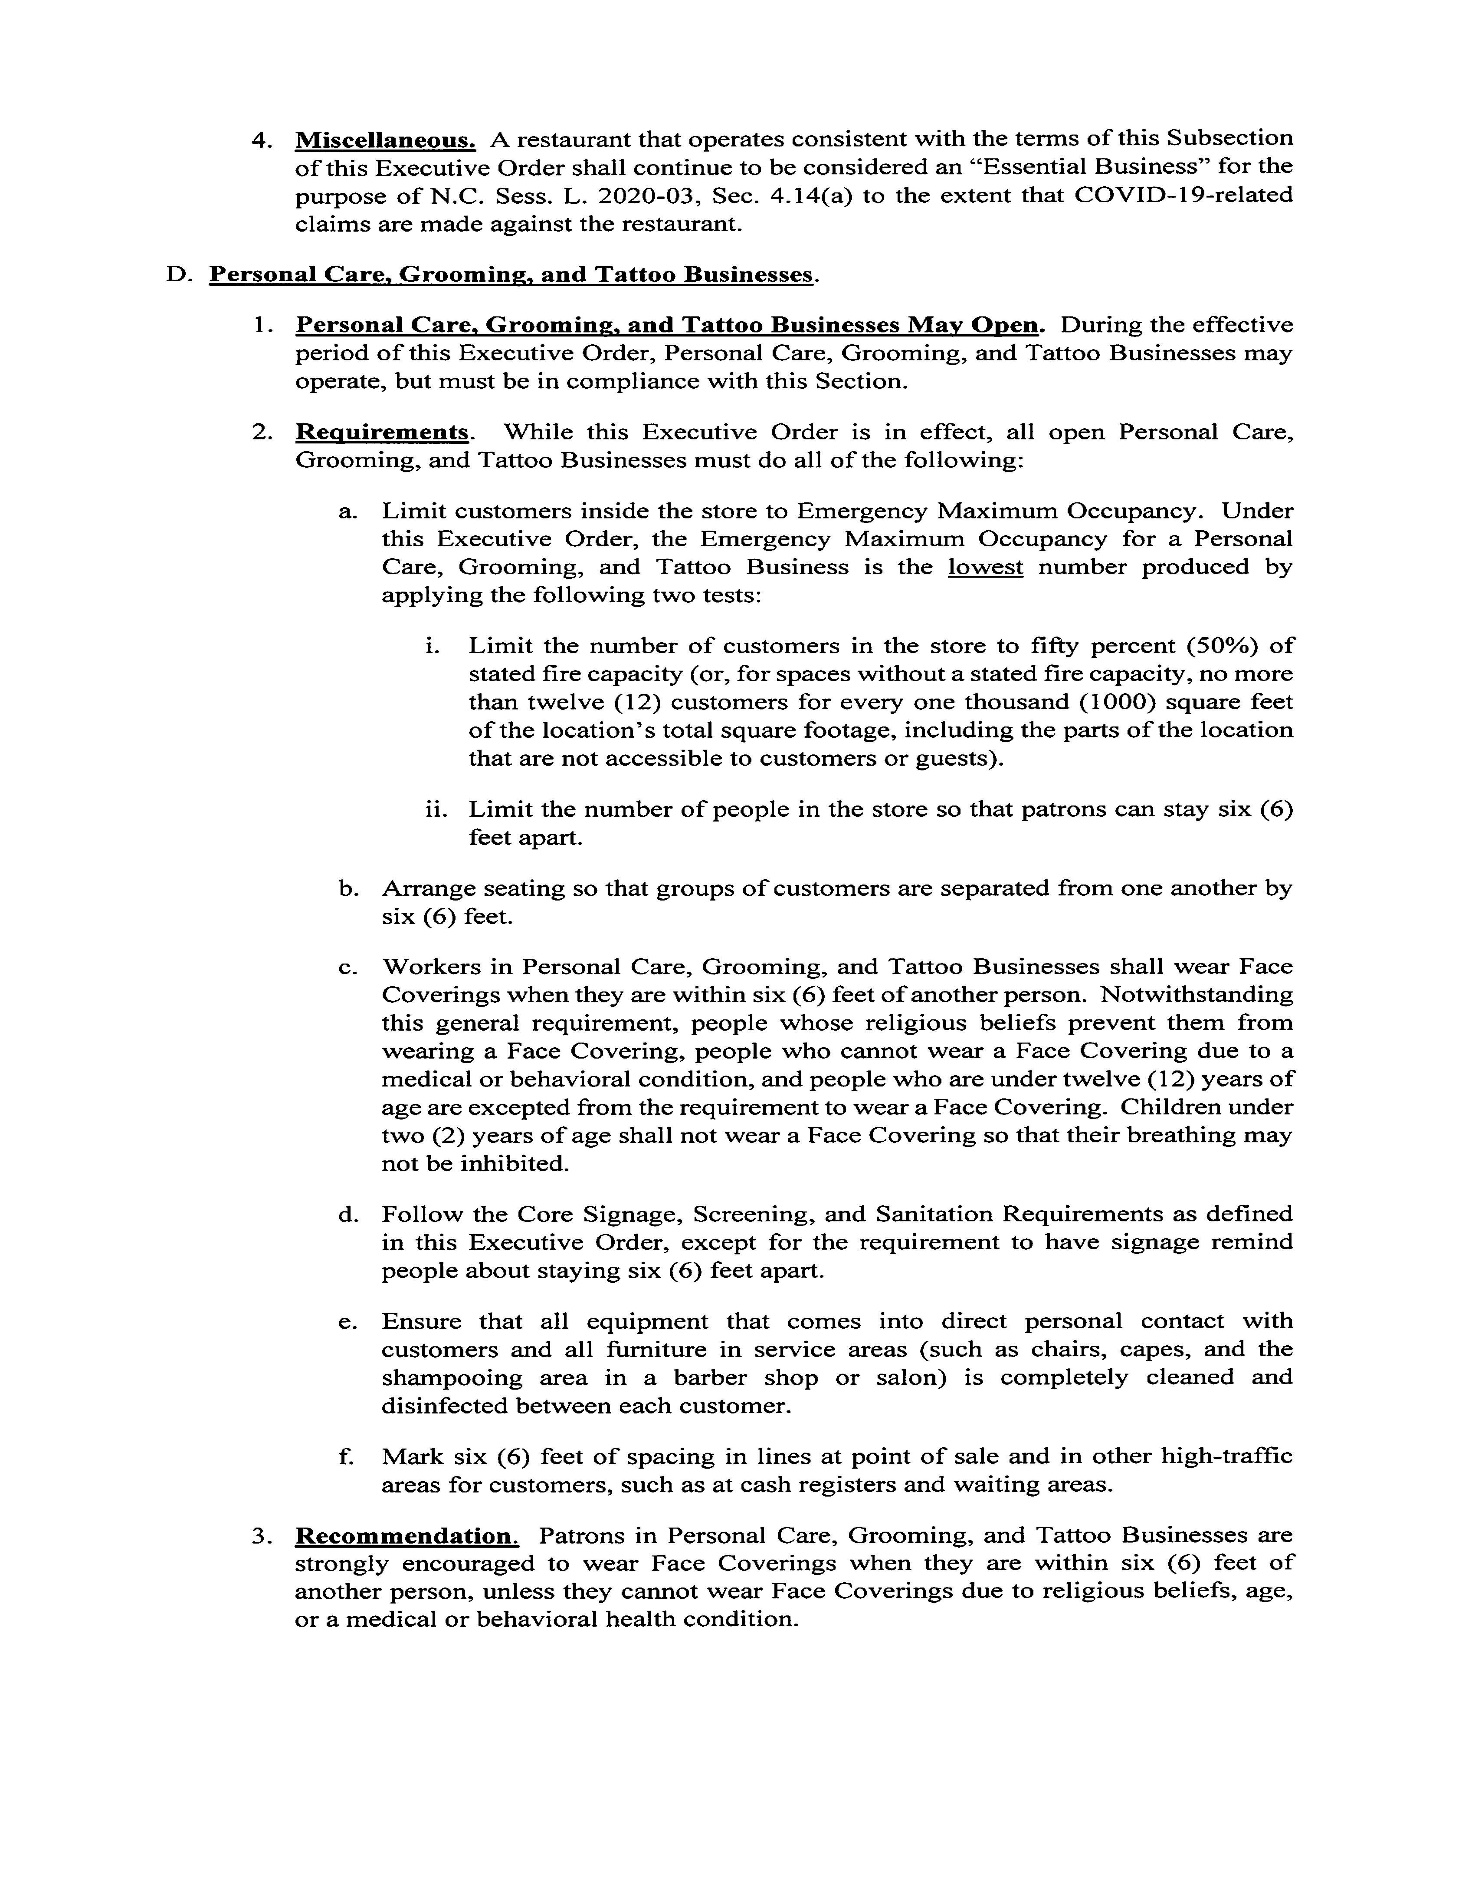 4. Miscellaneous. A restaurant that operates consistent with the terms of this Subsection
of this Executive Order shall continue to be considered an “Essential Business” for the
purpose of N.C. Sess. L. 2020-03, Sec. 4.14(a) to the extent that COVID-19-related
claims are made against the restaurant.
D. Personal Care, Grooming, and Tattoo Businesses.
1. Personal Care, Grooming, and Tattoo Businesses May Open. During the effective
period of this Executive Order, Personal Care, Grooming, and Tattoo Businesses may
operate, but must be in compliance with this Section.
2. Requirements. While this Executive Order is in effect, all open Personal Care,
Grooming, and Tattoo Businesses must do all of the following:
a. Limit customers inside the store to Emergency Maximum Occupancy. Under
this Executive Order, the Emergency Maximum Occupancy for a Personal
Care, Grooming, and Tattoo Business is the lowest number produced by
applying the following two tests:
i. Limit the number of customers in the store to fifty percent (50%) of
stated fire capacity (or, for spaces without a stated fire capacity, no more
than twelve (12) customers for every one thousand (1000) square feet
of the location’s total square footage, including the parts of the location
that are not accessible to customers or guests).
ii. Limit the number of people in the store so that patrons can stay six (6)
feet apart.
b. Arrange seating so that groups of customers are separated from one another by
six (6) feet.
c. Workers in Personal Care, Grooming, and Tattoo Businesses shall wear Face
Coverings when they are within six (6) feet of another person. Notwithstanding
this general requirement, people whose religious beliefs prevent them from
wearing a Face Covering, people who cannot wear a Face Covering due to a
medical or behavioral condition, and people who are under twelve (12) years of
age are excepted from the requirement to wear a Face Covering. Children under
two (2) years of age shall not wear a Face Covering so that their breathing may
not be inhibited.
d. Follow the Core Signage, Screening, and Sanitation Requirements as defined
in this Executive Order, except for the requirement to have signage remind
people about staying six (6) feet apart.
e. Ensure that all equipment that comes into direct personal contact with
customers and all furniture in service areas (such as chairs, capes, and the
shampooing area in a barber shop or salon) is completely cleaned and
disinfected between each customer.
f. Mark six (6) feet of spacing in lines at point of sale and in other high-traffic
areas for customers, such as at cash registers and waiting areas.
3. Recommendation. Patrons in Personal Care, Grooming, and Tattoo Businesses are
strongly encouraged to wear Face Coverings when they are within six (6) feet of
another person, unless they cannot wear Face Coverings due to religious beliefs, age,
or a medical or behavioral health condition.